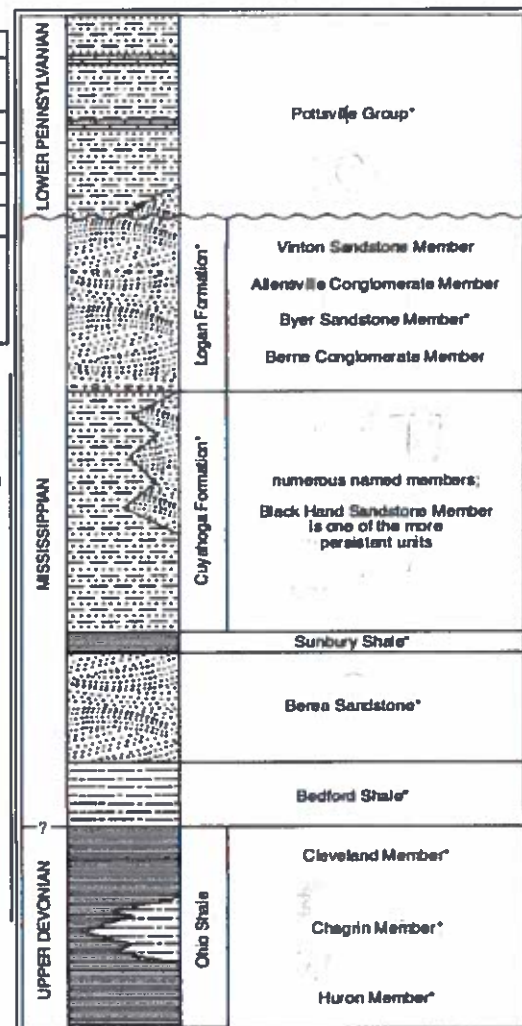 LOWER PENNSYLVANIAN
Pottsville Group*
MISSISSIPPIAN
Logan Formation*
Vinton Sandstone Member
Allensville Conglomerate Member
Byer Sandstone Member*
Berne Conglomerate Member
Cuyahoga Formation*
numerous named members;
Black Hand Sandstone Member
is one of the more
persistent units
Sunbury Shale*
Berea Sandstone*
Bedford Shale*
?
UPPER DEVONIAN
Ohio Shale
Cleveland Member*
Chagrin Member*
Huron Member*